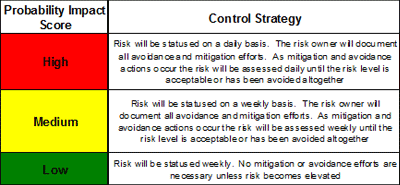 Probability Impact
Score
Control Strategy
High
Risk will be statused on a daily basis. The risk owner will document
all avoidance and mitigation efforts. As mitigation and avoidance
actions occur the risk will be assessed daily until the risk level is
acceptable or has been avoided altogether
Medium
Risk will be statused on a weekly basis. The risk owner will
document all avoidance and mitigation efforts. As mitigation and
avoidance actions occur the risk will be assessed weekly until the
risk level is acceptable or has been avoided altogether
Low
Risk will be statused weekly. No mitigation or avoidance efforts are
necessary unless risk becomes elevated